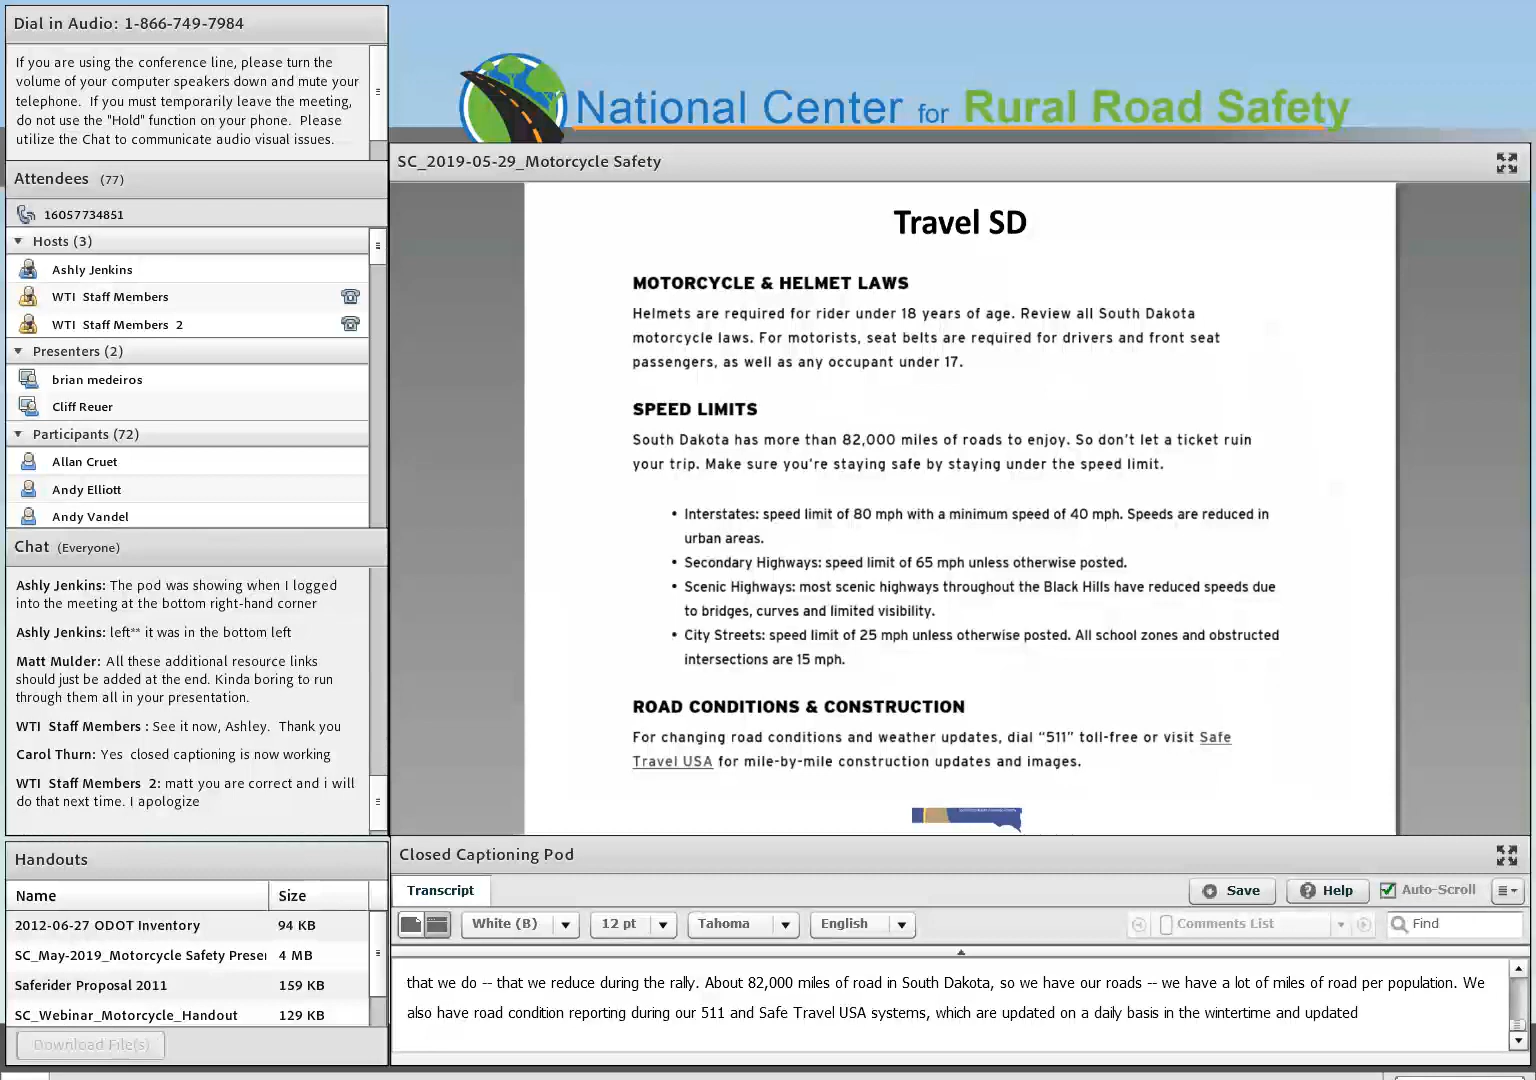 Dial in Audio: 1-866-749-7984
If you are using the conference line, please turn the
volume of your computer speakers down and mute your
telephone. If you must temporarily leave the meeting,
do not use the "Hold" function on your phone. Please
utilize the Chat to communicate audio visual issues.
Attendees (77)
16057734851
Hosts (3)
Ashly Jenkins
WTI Staff Members
WTI Staff Members 2
Presenters (2)
brian medeiros
Cliff Reuer
Participants (72)
Allan Cruet
Andy Elliott
Andy Vandel
Chat (Everyone)
Ashly Jenkins: The pod was showing when I logged
into the meeting at the bottom right-hand corner
Ashly Jenkins: left** it was in the bottom left
Matt Mulder: All these additional resource links
should just be added at the end. Kinda boring to run
through them all in your presentation.
WTI Staff Members : See it now, Ashley. Thank you
Carol Thurn: Yes closed captioning is now working
WTI Staff Members 2: matt you are correct and i will
do that next time. I apologize
Handouts
Name Size
2012-06-27 ODOT Inventory 94 KB
SC_May-2019_Motorcycle Safety Preser 4 MB
Saferider Proposal 2011 159 KB
SC_Webinar_Motorcycle_Handout 129 KB
Download File(s)
National Center for Rural Road Safety
SC_2019-05-29_Motorcycle Safety
Travel SD
MOTORCYCLE & HELMET LAWS
Helmets are required for rider under 18 years of age. Review all South Dakota
motorcycle laws. For motorists, seat belts are required for drivers and front seat
passengers, as well as any occupant under 17.
SPEED LIMITS
South Dakota has more than 82,000 miles of roads to enjoy. So don't let a ticket ruin
your trip. Make sure you're staying safe by staying under the speed limit.
• Interstates: speed limit of 80 mph with a minimum speed of 40 mph. Speeds are reduced in
urban areas.
• Secondary Highways: speed limit of 65 mph unless otherwise posted.
• Scenic Highways: most scenic highways throughout the Black Hills have reduced speeds due
to bridges, curves and limited visibility.
• City Streets: speed limit of 25 mph unless otherwise posted. All school zones and obstructed
intersections are 15 mph.
ROAD CONDITIONS & CONSTRUCTION
For changing road conditions and weather updates, dial “511” toll-free or visit Safe
Travel USA for mile-by-mile construction updates and images.
Closed Captioning Pod
Transcript Save Help Auto-Scroll
White (B) 12 pt Tahoma English Comments List Find
that we do -- that we reduce during the rally. About 82,000 miles of road in South Dakota, so we have our roads -- we have a lot of miles of road per population. We
also have road condition reporting during our 511 and Safe Travel USA systems, which are updated on a daily basis in the wintertime and updated